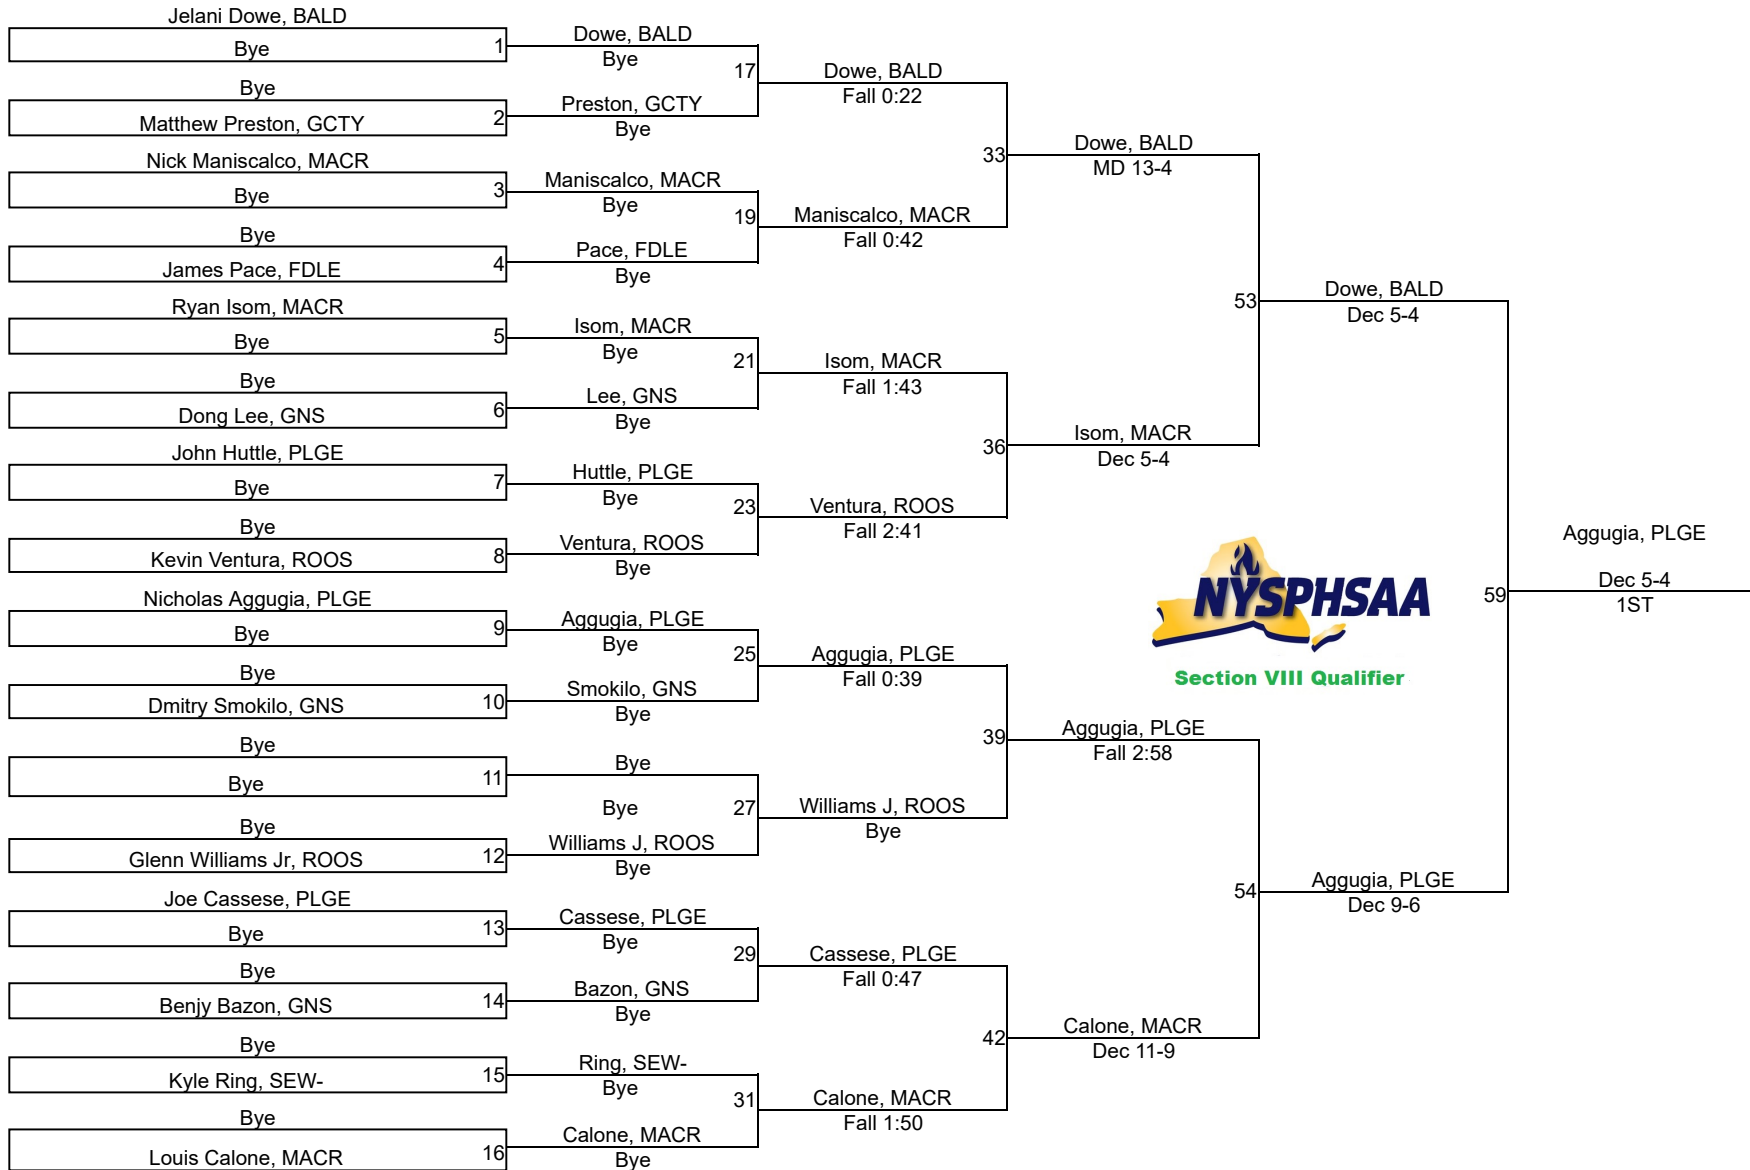 Jelani Dowe, BALD
Bye
1
Bye
Matthew Preston, GCTY
2
Nick Maniscalco, MACR
Bye
3
Bye
James Pace, FDLE
4
Ryan Isom, MACR
Bye
5
Bye
Dong Lee, GNS
6
John Huttle, PLGE
Bye
7
Bye
Kevin Ventura, ROOS
8
Nicholas Aggugia, PLGE
Bye
9
Bye
Dmitry Smokilo, GNS
10
Bye
Bye
11
Bye
Glenn Williams Jr, ROOS
12
Joe Cassese, PLGE
Bye
13
Bye
Benjy Bazon, GNS
14
Bye
Kyle Ring, SEW-
15
Bye
Louis Calone, MACR
16
Dowe, BALD
Bye
17
Preston, GCTY
Bye
Maniscalco, MACR
Bye
19
Pace, FDLE
Bye
Isom, MACR
Bye
21
Lee, GNS
Bye
Huttle, PLGE
Bye
23
Ventura, ROOS
Bye
Aggugia, PLGE
Bye
25
Smokilo, GNS
Bye
Bye
Bye
27
Williams J, ROOS
Bye
Cassese, PLGE
Bye
29
Bazon, GNS
Bye
Ring, SEW-
Bye
31
Calone, MACR
Bye
Dowe, BALD
Fall 0:22
33
Maniscalco, MACR
Fall 0:42
Isom, MACR
Fall 1:43
36
Ventura, ROOS
Fall 2:41
Aggugia, PLGE
Fall 0:39
39
Williams J, ROOS
Bye
Cassese, PLGE
Fall 0:47
42
Calone, MACR
Fall 1:50
Dowe, BALD
MD 13-4
53
Isom, MACR
Dec 5-4
Aggugia, PLGE
Fall 2:58
54
Calone, MACR
Dec 11-9
Dowe, BALD
Dec 5-4
59
Aggugia, PLGE
Dec 9-6
NYSPHSAA
Section VIII Qualifier
Aggugia, PLGE
Dec 5-4
1ST